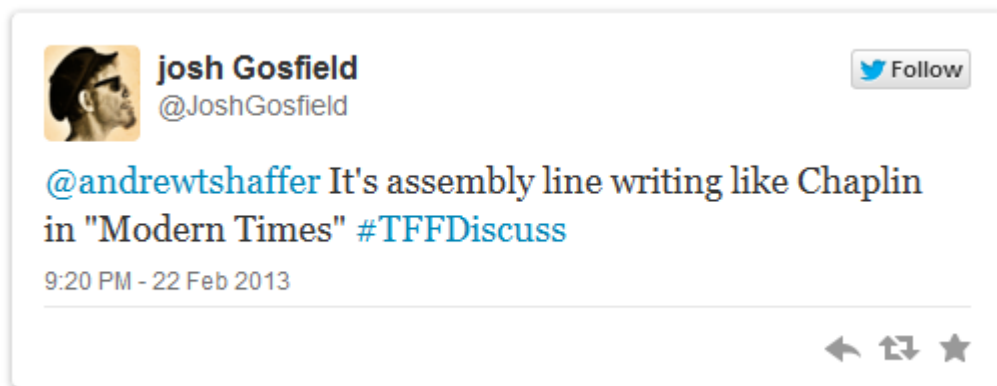 josh Gosfield
Follow
@JoshGosfield
@andrewtshaffer It's assembly line writing like Chaplin
in "Modern Times" #TFFDiscuss
9:20 PM - 22 Feb 2013